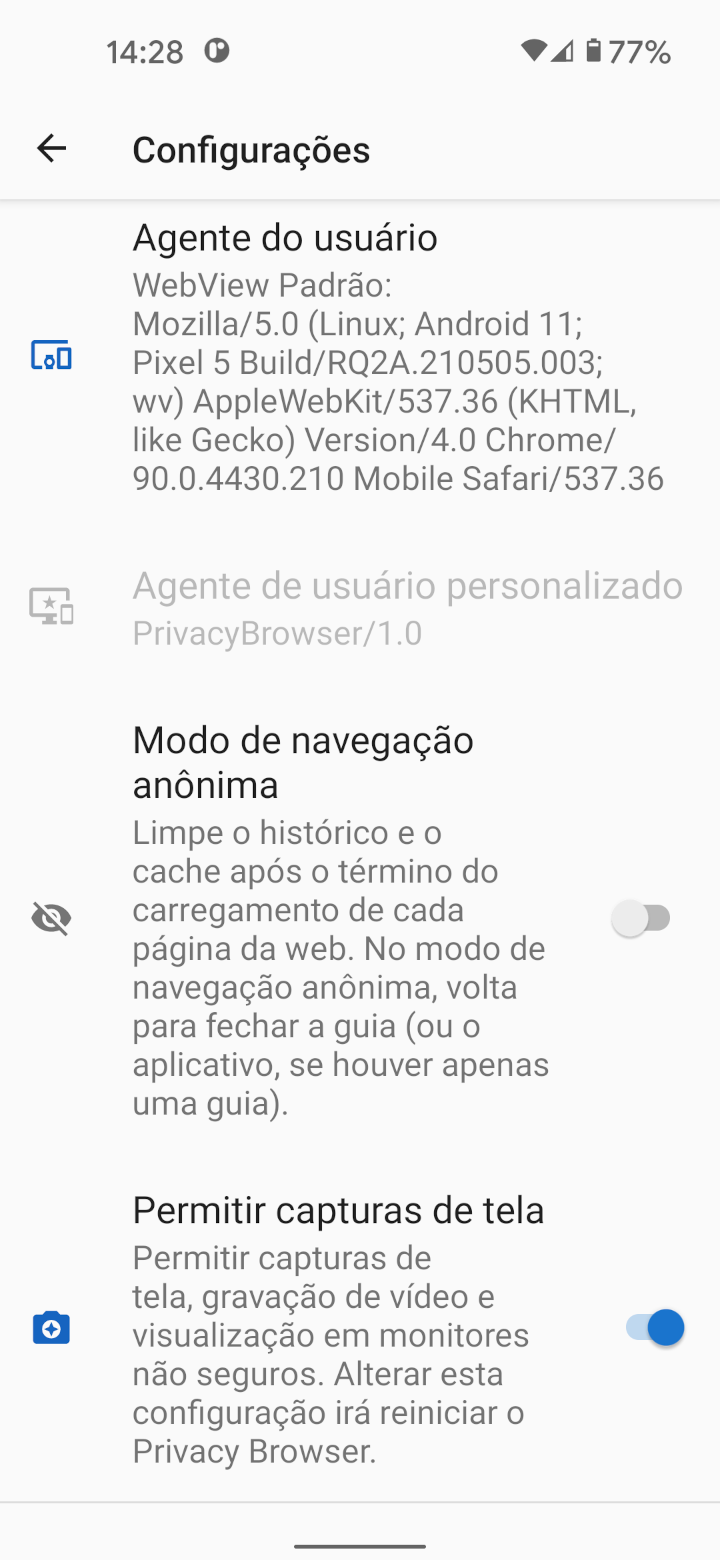 14:28
77%
Configurações
Agente do usuário
WebView Padrão:
Mozilla/5.0 (Linux; Android 11;
Pixel 5 Build/RQ2A.210505.003;
wv) AppleWebKit/537.36 (KHTML,
like Gecko) Version/4.0 Chrome/
90.0.4430.210 Mobile Safari/537.36
Agente de usuário personalizado
PrivacyBrowser/1.0
Modo de navegação
anônima
Limpe o histórico e o
cache após o término do
carregamento de cada
página da web. No modo de
navegação anônima, volta
para fechar a guia (ou o
aplicativo, se houver apenas
uma guia).
Permitir capturas de tela
Permitir capturas de
tela, gravação de vídeo e
visualização em monitores
não seguros. Alterar esta
configuração irá reiniciar o
Privacy Browser.